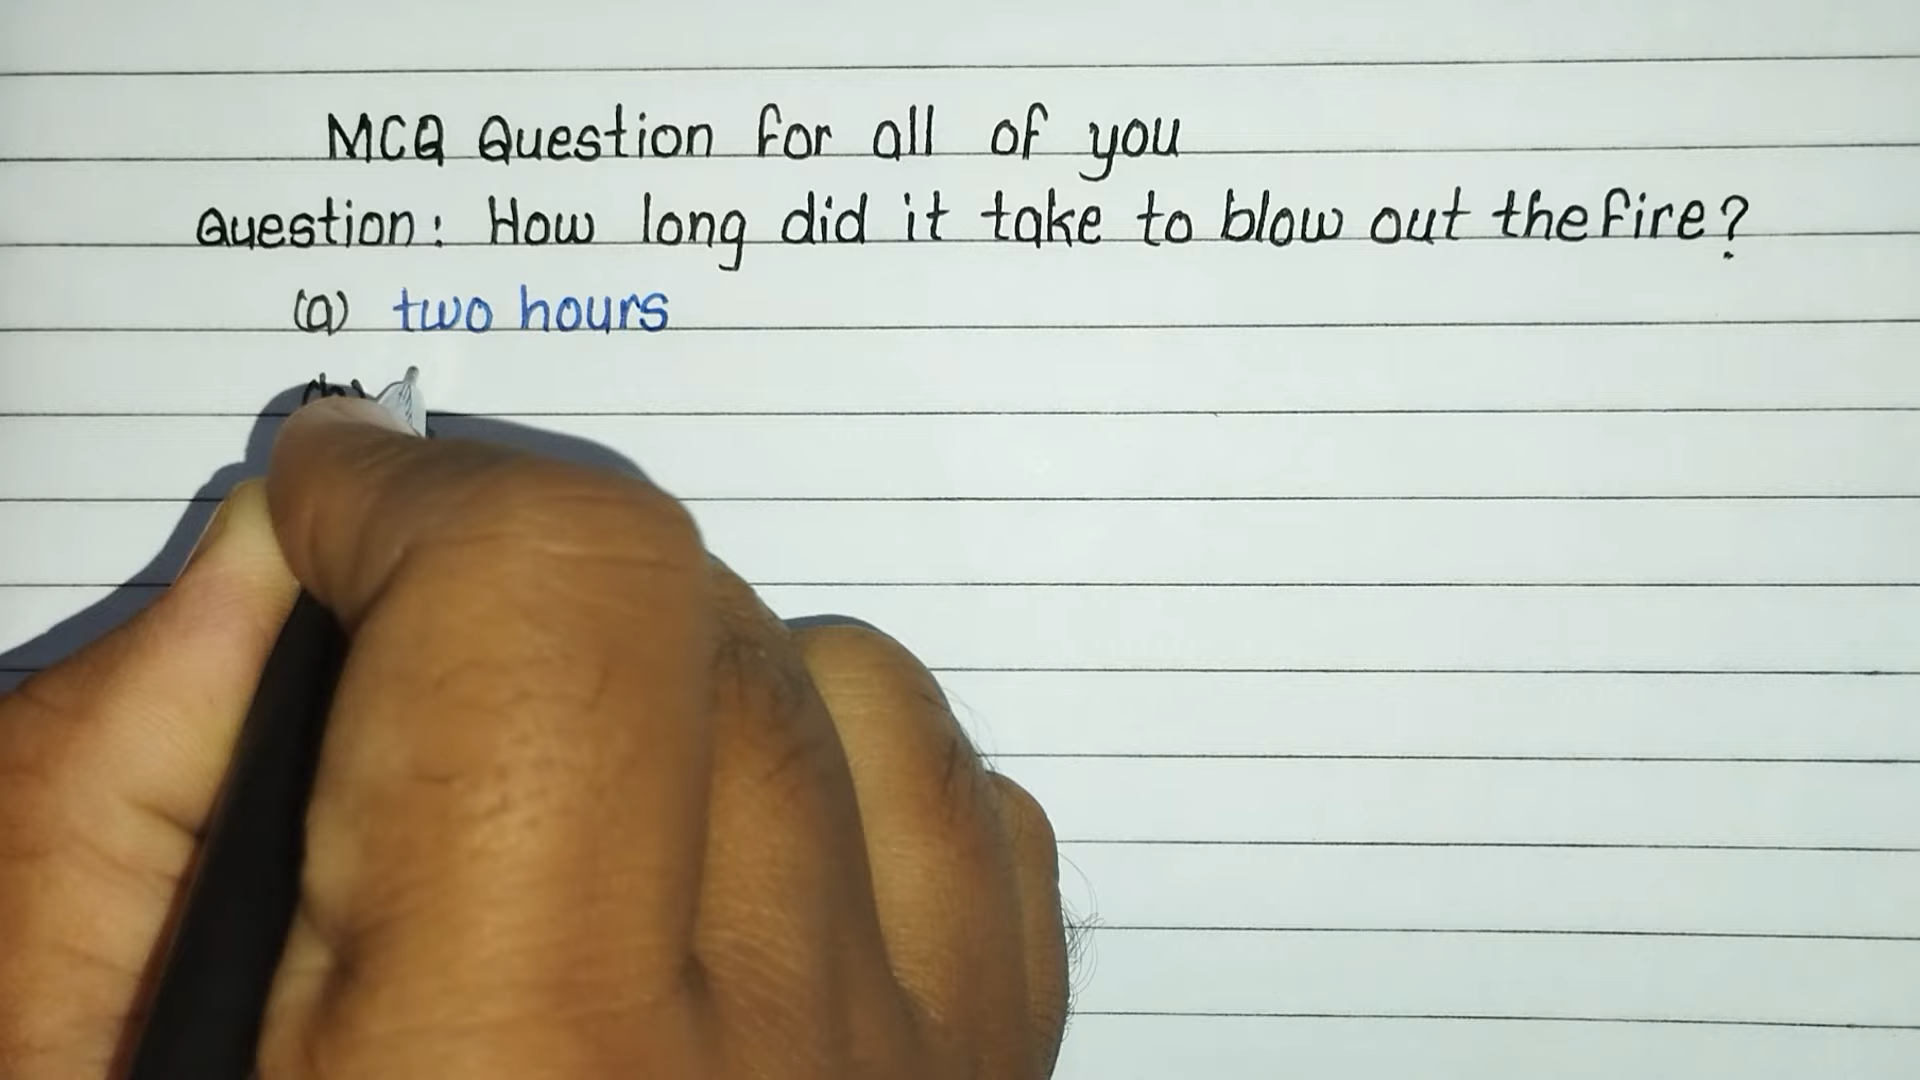 MCQ Question for all of you
Question: How long did it take to blow out the fire?
(a) two hours